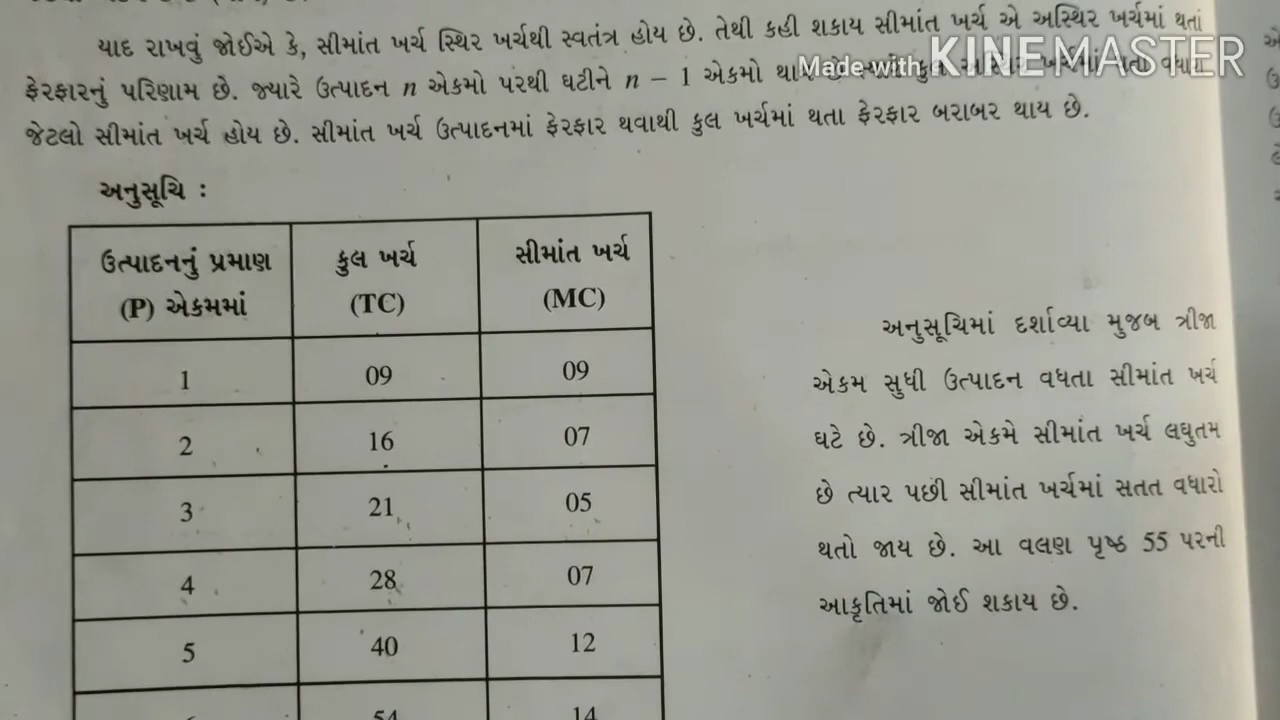 યાદ રાખવું જોઈએ કે, સીમાંત ખર્ચ સ્થિર ખર્ચથી સ્વતંત્ર હોય છે. તેથી કહી શકાય સીમાંત ખર્ચ એ અસ્થિર ખર્ચમાં થતાં
Made with KINEMASTER
ફેરફારનું પરિણામ છે. જ્યારે ઉત્પાદન n એકમો પરથી ઘટીને n – 1 એકમો
જેટલો સીમાંત ખર્ચ હોય છે. સીમાંત ખર્ચ ઉત્પાદનમાં ફેરફાર થવાથી કુલ ખર્ચમાં થતા ફેરફાર બરાબર થાય છે.
અનુસૂચિ :
ઉત્પાદનનું પ્રમાણ કુલ ખર્ચ સીમાંત ખર્ચ
(P) એકમમાં (TC) (MC)
1 09 09
2 16 07
3 21 05
4 28 07
5 40 12
54 14
અનુસૂચિમાં દર્શાવ્યા મુજબ ત્રીજા
એકમ સુધી ઉત્પાદન વધતા સીમાંત ખર્ચ
ઘટે છે. ત્રીજા એકમે સીમાંત ખર્ચ લઘુતમ
છે ત્યાર પછી સીમાંત ખર્ચમાં સતત વધારો
થતો જાય છે. આ વલણ પૃષ્ઠ 55 પરની
આકૃતિમાં જોઈ શકાય છે.